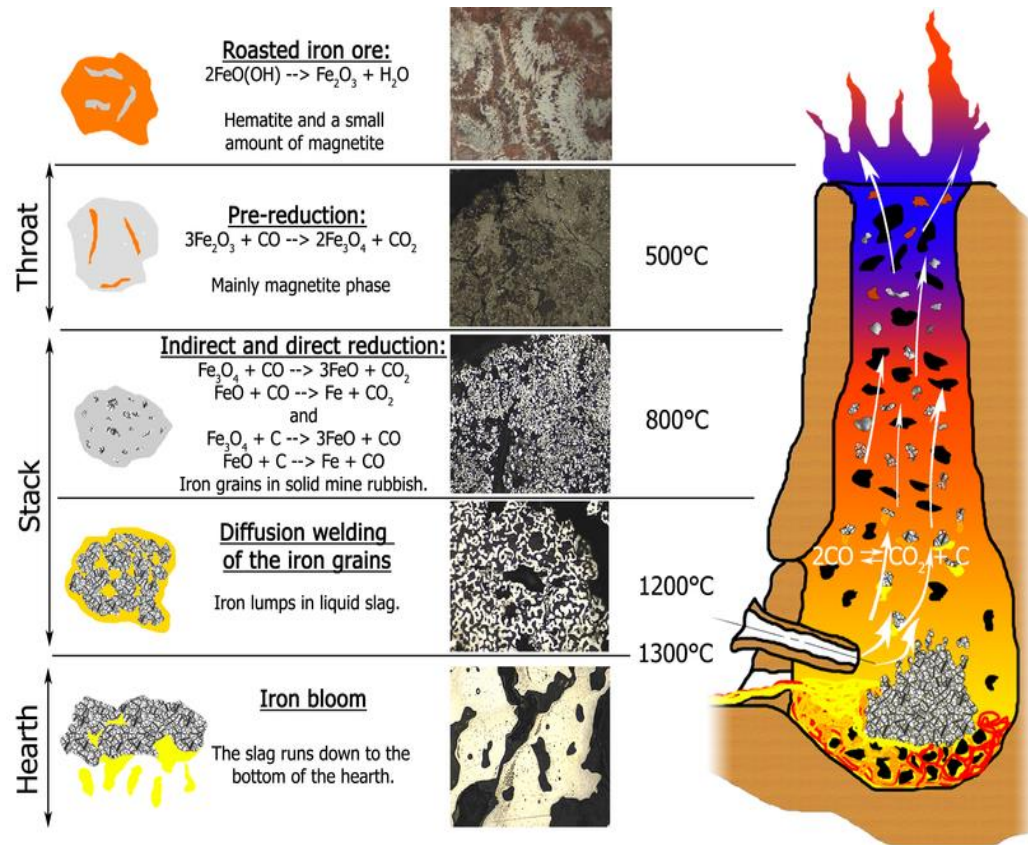 Roasted iron ore:
2FeO(OH) --> Fe₂O₃ + H₂O
Hematite and a small
amount of magnetite
Throat
Pre-reduction:
3Fe₂O₃ + CO --> 2Fe₃O₄ + CO₂
Mainly magnetite phase
500°C
Stack
Indirect and direct reduction:
Fe₃O₄ + CO --> 3FeO + CO₂
FeO + CO --> Fe + CO₂
and
Fe₃O₄ + C --> 3FeO + CO
FeO + C --> Fe + CO
Iron grains in solid mine rubbish.
800°C
Diffusion welding
of the iron grains
Iron lumps in liquid slag.
1200°C
1300°C
2CO ⇌ CO₂ + C
Hearth
Iron bloom
The slag runs down to the
bottom of the hearth.